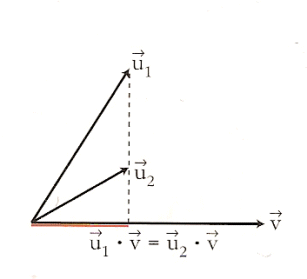 u⃗₁
u⃗₂
v⃗
u⃗₁ · v⃗ = u⃗₂ · v⃗